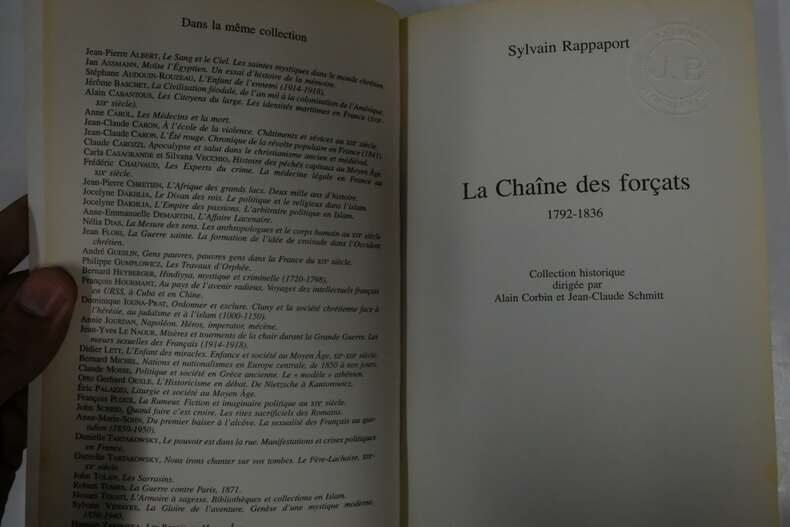 Dans la même collection
Jean-Pierre ALBERT, Le Sang et le Ciel. Les saintes mystiques dans le monde chrétien.
Jan ASSMANN, Moïse l'Égyptien. Un essai d'histoire de la mémoire.
Stéphane AUDOUIN-ROUZEAU, L'Enfant de l'ennemi (1914-1918).
Jérôme BASCHET, La Civilisation féodale, de l'an mil à la colonisation de l'Amérique.
Alain CABANTOUS, Les Citoyens du large. Les identités maritimes en France (XVIIe-
XIXe siècle).
Anne CAROL, Les Médecins et la mort.
Jean-Claude CARON, À l'école de la violence. Châtiments et sévices au XIXe siècle.
Jean-Claude CARON, L'Été rouge. Chronique de la révolte populaire en France (1841)
Claude CAROZZI, Apocalypse et salut dans le christianisme ancien et médiéval.
Carla CASAGRANDE et Silvana VECCHIO, Histoire des péchés capitaux au Moyen Âge.
Frédéric CHAUVAUD, Les Experts du crime. La médecine légale en France au
XIXe siècle.
Jean-Pierre CHRETIEN, L'Afrique des grands lacs. Deux mille ans d'histoire.
Jocelyne DAKHLIA, Le Divan des rois. Le politique et le religieux dans l'islam.
Jocelyne DAKHLIA, L'Empire des passions. L'arbitraire politique en Islam.
Anne-Emmanuelle DEMARTINI, L'Affaire Lacenaire.
Nélia DIAS, La Mesure des sens. Les anthropologues et le corps humain au XIXe siècle
Jean FLORI, La Guerre sainte. La formation de l'idée de croisade dans l'Occident
chrétien.
André GUESLIN, Gens pauvres, pauvres gens dans la France du XIXe siècle.
Philippe GUMPLOWICZ, Les Travaux d'Orphée.
Bernard HEYBERGER, Hindiyya, mystique et criminelle (1720-1798).
François HOURMANT, Au pays de l'avenir radieux. Voyages des intellectuels français
en URSS, à Cuba et en Chine.
Dominique IOGNA-PRAT, Ordonner et exclure. Cluny et la société chrétienne face à
l'hérésie, au judaïsme et à l'islam (1000-1150).
Annie JOURDAN, Napoléon. Héros, imperator, mécène.
Jean-Yves LE NAOUR, Misères et tourments de la chair durant la Grande Guerre. Les
mœurs sexuelles des Français (1914-1918).
Didier LETT, L'Enfant des miracles. Enfance et société au Moyen Âge, XIIe-XIIIe siècle.
Bernard MICHEL, Nations et nationalismes en Europe centrale, de 1850 à nos jours.
Claude MOSSÉ, Politique et société en Grèce ancienne. Le « modèle » athénien.
Otto Gerhard OEXLE, L'Historicisme en débat. De Nietzsche à Kantorowicz.
Éric PALAZZO, Liturgie et société au Moyen Âge.
François PLOUX, La Rumeur. Fiction et imaginaire politique au XIXe siècle.
John SCHEID, Quand faire c'est croire. Les rites sacrificiels des Romains.
Anne-Marie SOHN, Du premier baiser à l'alcôve. La sexualité des Français au quo-
tidien (1850-1950).
Danielle TARTAKOWSKY, Le pouvoir est dans la rue. Manifestations et crises politiques
en France.
Danielle TARTAKOWSKY, Nous irons chanter sur vos tombes. Le Père-Lachaise, XIXe-
XXe siècle
John TOLAN, Les Sarrasins.
Robert TOMBS, La Guerre contre Paris, 1871.
Houari TOUATI, L'Armoire à sagesse. Bibliothèques et collections en Islam.
Sylvain VENAYRE, La Gloire de l'aventure. Genèse d'une mystique moderne.
1850-1940.
Sylvain Rappaport
J.B
La Chaîne des forçats
1792-1836
Collection historique
dirigée par
Alain Corbin et Jean-Claude Schmitt